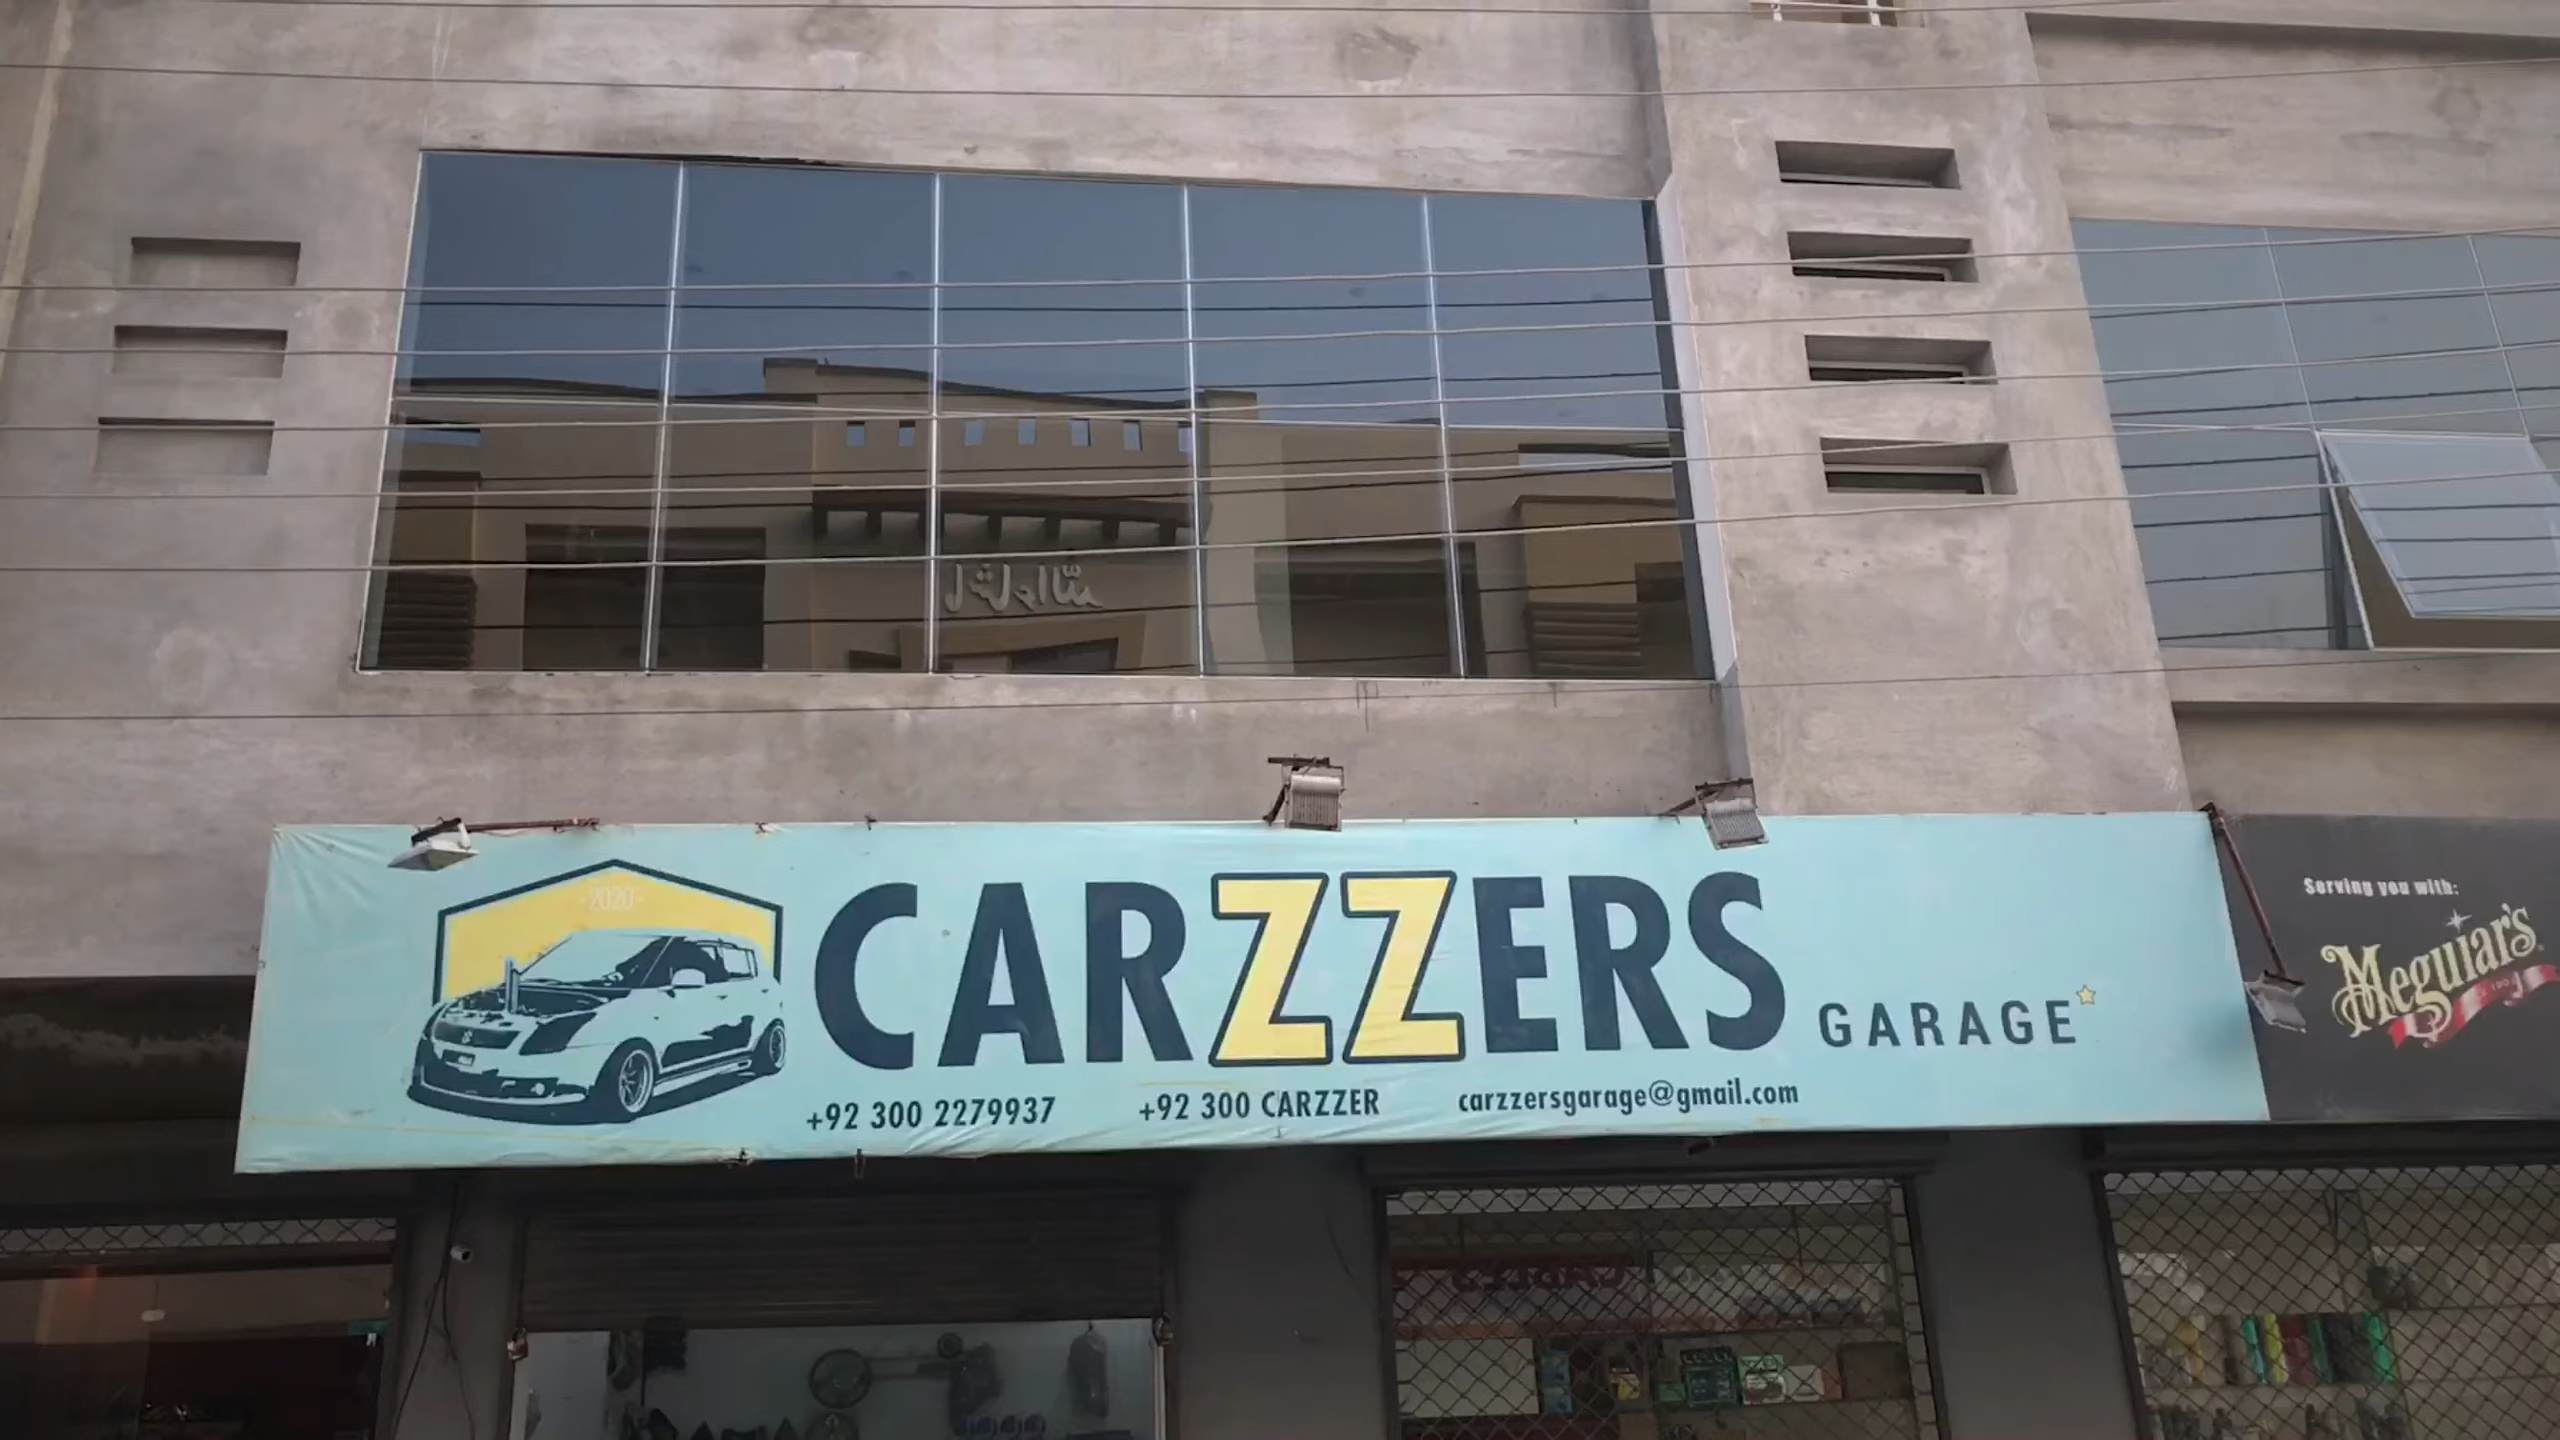 2020
CARZZERS
GARAGE
+92 300 2279937
+92 300 CARZZER
carzzersgarage@gmail.com
Serving you with:
Meguiar's